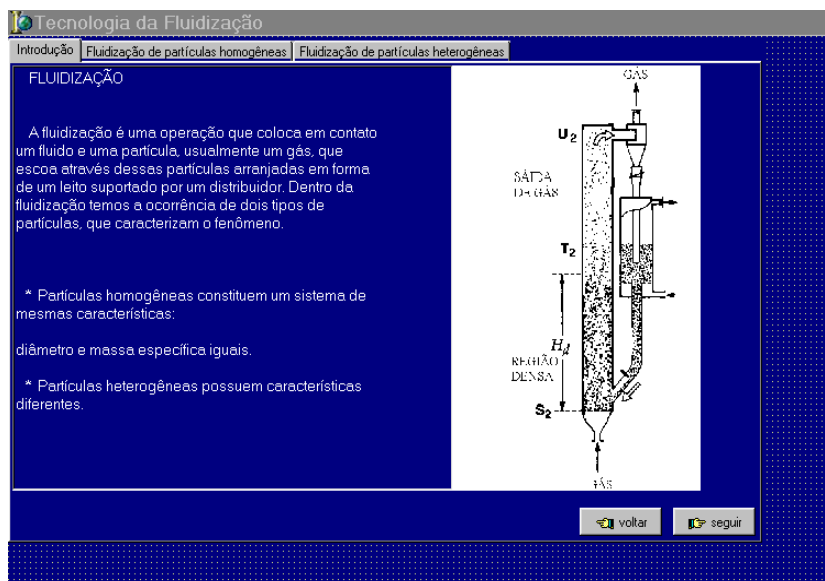 Tecnologia da Fluidização
Introdução
Fluidização de partículas homogêneas
Fluidização de partículas heterogêneas
FLUIDIZAÇÃO
A fluidização é uma operação que coloca em contato
um fluido e uma partícula, usualmente um gás, que
escoa através dessas partículas arranjadas em forma
de um leito suportado por um distribuidor. Dentro da
fluidização temos a ocorrência de dois tipos de
partículas, que caracterizam o fenômeno.
* Partículas homogêneas constituem um sistema de
mesmas características:
diâmetro e massa específica iguais.
* Partículas heterogêneas possuem características
diferentes.
GÁS
U2
SAÍDA
DE GÁS
T2
Hd
REGIÃO
DENSA
S2
GÁS
voltar
seguir